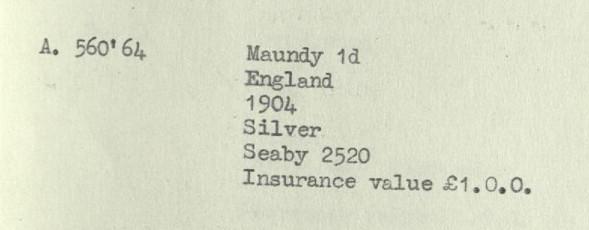 A. 560'64
Maundy 1d
England
1904
Silver
Seaby 2520
Insurance value £1.0.0.